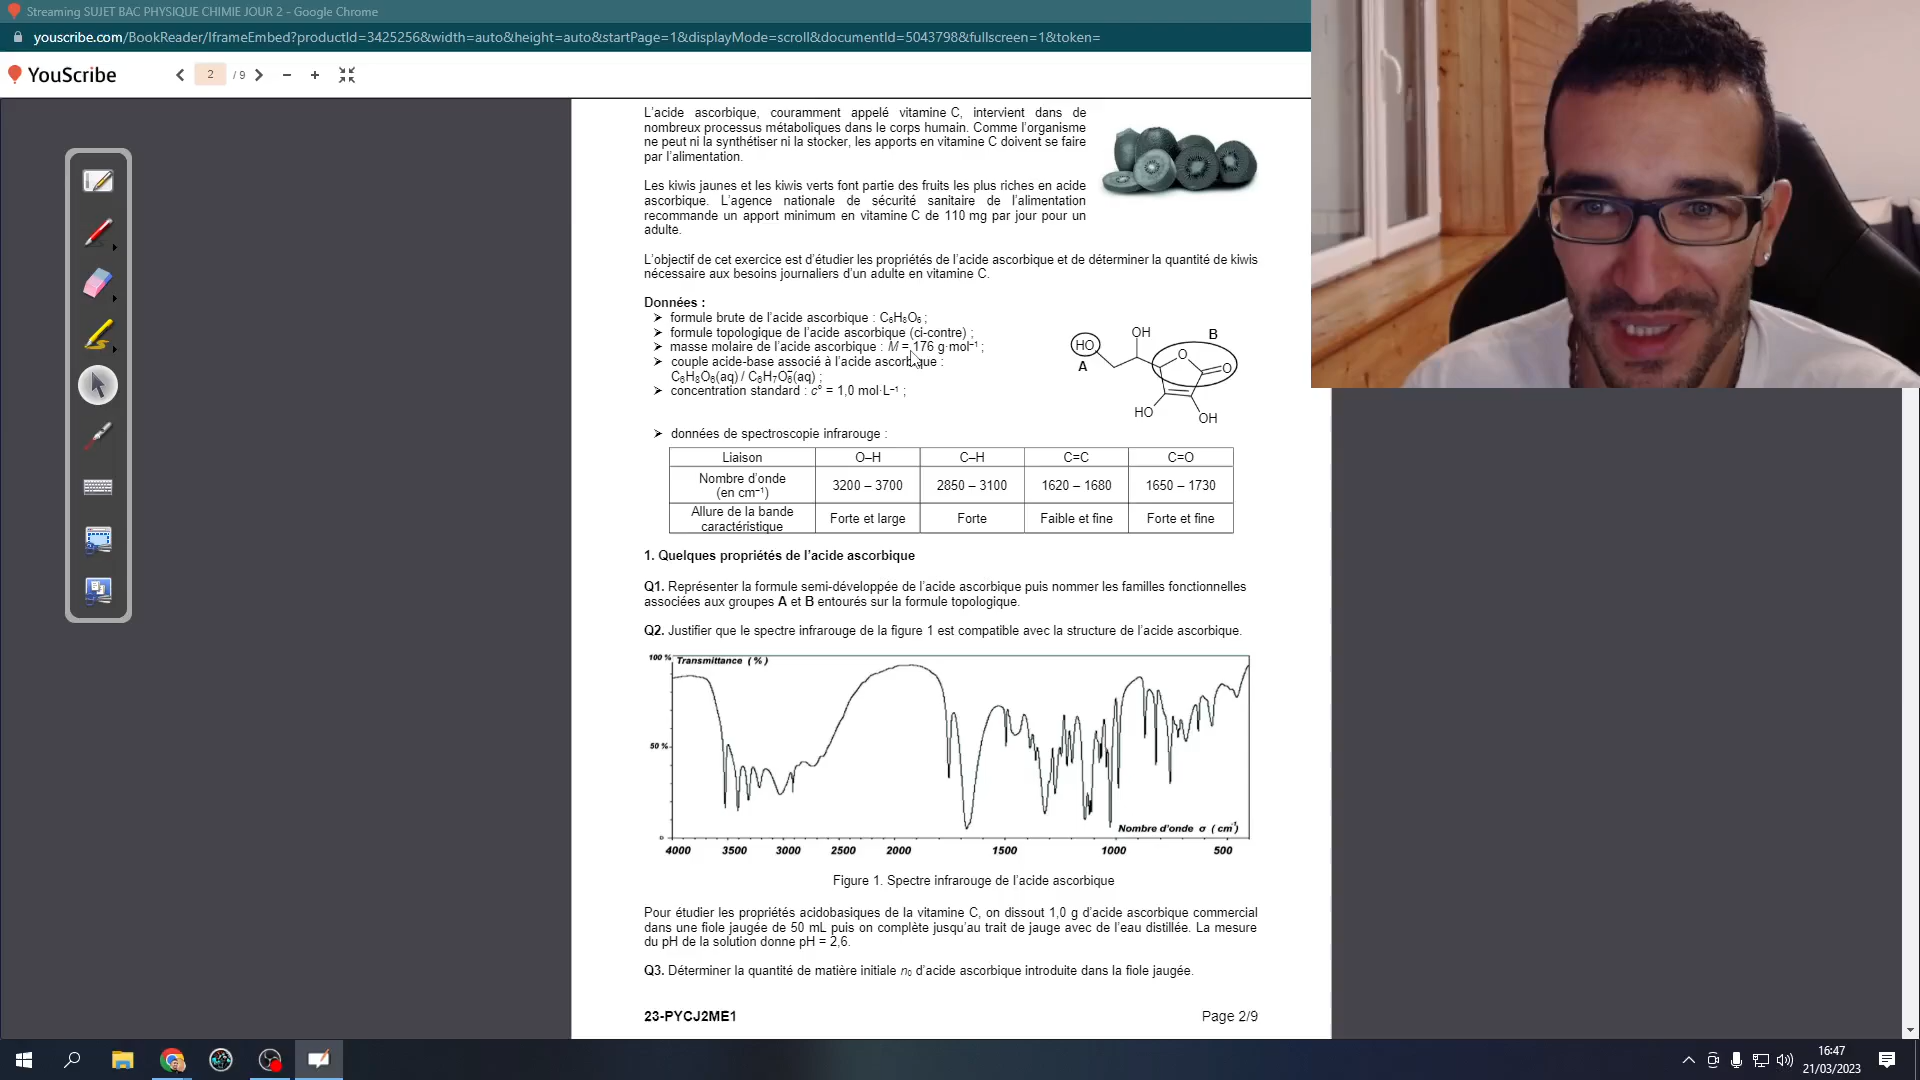 Streaming SUJET BAC PHYSIQUE CHIMIE JOUR 2 - Google Chrome
youscribe.com/BookReader/IframeEmbed?productId=3425256&width=auto&height=auto&startPage=1&displayMode=scroll&documentId=5043798&fullscreen=1&token=
YouScribe
2 / 9
L'acide ascorbique, couramment appelé vitamine C, intervient dans de
nombreux processus métaboliques dans le corps humain. Comme l'organisme
ne peut ni la synthétiser ni la stocker, les apports en vitamine C doivent se faire
par l'alimentation.
Les kiwis jaunes et les kiwis verts font partie des fruits les plus riches en acide
ascorbique. L'agence nationale de sécurité sanitaire de l'alimentation
recommande un apport minimum en vitamine C de 110 mg par jour pour un
adulte.
L'objectif de cet exercice est d'étudier les propriétés de l'acide ascorbique et de déterminer la quantité de kiwis
nécessaire aux besoins journaliers d'un adulte en vitamine C.
Données :
➢ formule brute de l'acide ascorbique : C₆H₈O₆ ;
➢ formule topologique de l'acide ascorbique (ci-contre) ;
➢ masse molaire de l'acide ascorbique : M = 176 g·mol⁻¹ ;
➢ couple acide-base associé à l'acide ascorbique :
C₆H₈O₆(aq) / C₆H₇O₆⁻(aq) ;
➢ concentration standard : c° = 1,0 mol·L⁻¹ ;
OH
B
HO
O
A
O
HO
OH
➢ données de spectroscopie infrarouge :
Liaison O–H C–H C=C C=O
Nombre d'onde
(en cm⁻¹) 3200 – 3700 2850 – 3100 1620 – 1680 1650 – 1730
Allure de la bande
caractéristique Forte et large Forte Faible et fine Forte et fine
1. Quelques propriétés de l'acide ascorbique
Q1. Représenter la formule semi-développée de l'acide ascorbique puis nommer les familles fonctionnelles
associées aux groupes A et B entourés sur la formule topologique.
Q2. Justifier que le spectre infrarouge de la figure 1 est compatible avec la structure de l'acide ascorbique.
100 % Transmittance ( % )
50 %
0
Nombre d'onde σ ( cm⁻¹ )
4000 3500 3000 2500 2000 1500 1000 500
Figure 1. Spectre infrarouge de l'acide ascorbique
Pour étudier les propriétés acidobasiques de la vitamine C, on dissout 1,0 g d'acide ascorbique commercial
dans une fiole jaugée de 50 mL puis on complète jusqu'au trait de jauge avec de l'eau distillée. La mesure
du pH de la solution donne pH = 2,6.
Q3. Déterminer la quantité de matière initiale n₀ d'acide ascorbique introduite dans la fiole jaugée.
23-PYCJ2ME1
Page 2/9
16:47
21/03/2023